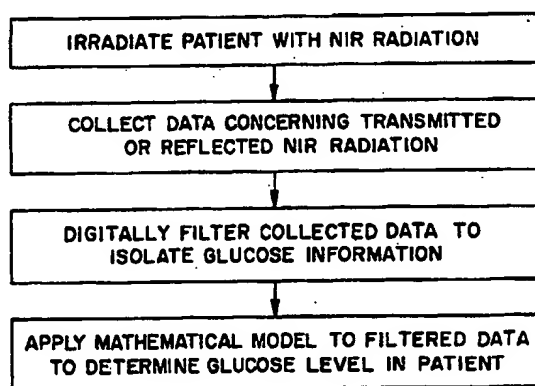 IRRADIATE PATIENT WITH NIR RADIATION
COLLECT DATA CONCERNING TRANSMITTED
OR REFLECTED NIR RADIATION
DIGITALLY FILTER COLLECTED DATA TO
ISOLATE GLUCOSE INFORMATION
APPLY MATHEMATICAL MODEL TO FILTERED DATA
TO DETERMINE GLUCOSE LEVEL IN PATIENT